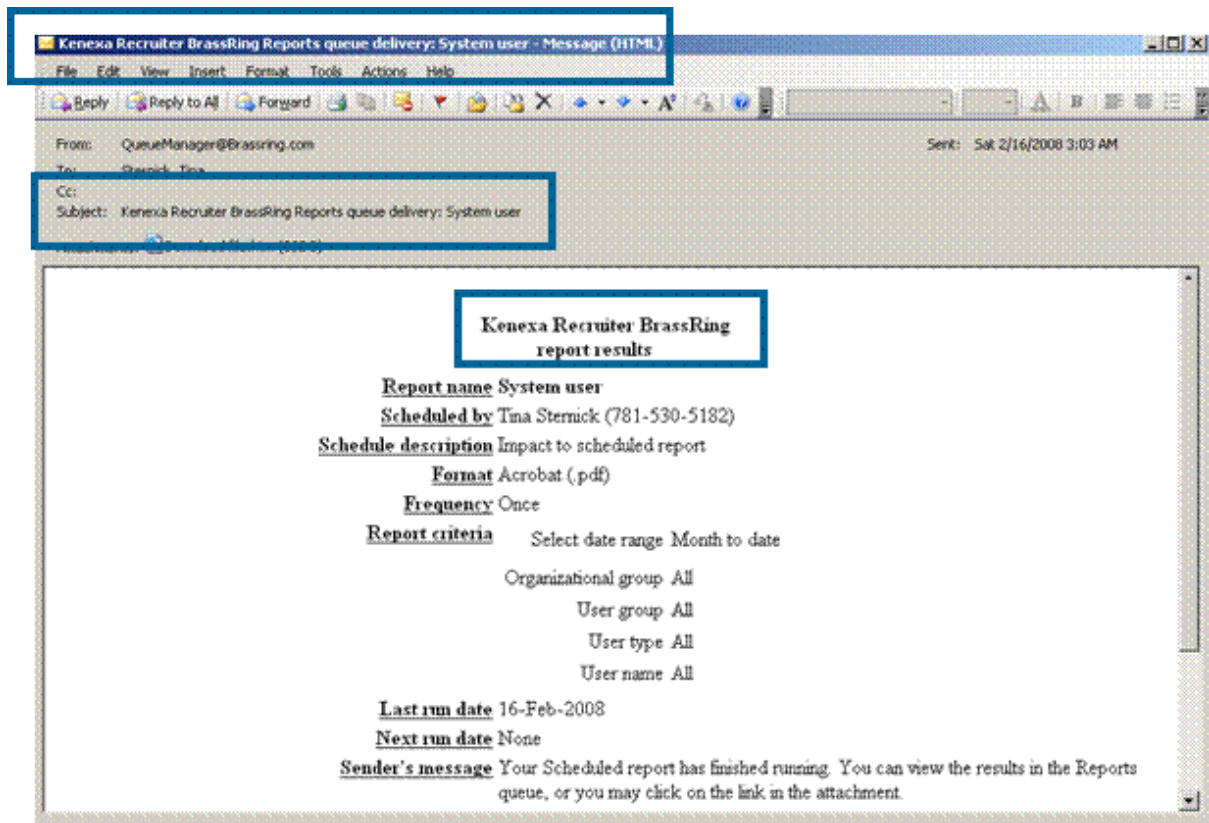 Kenexa Recruiter BrassRing Reports queue delivery: System user - Message (HTML)
File Edit View Insert Format Tools Actions Help
Reply Reply to All Forward
From: QueueManager@Brassring.com Sent: Sat 2/16/2008 3:03 AM
To: Sternick, Tina
Cc:
Subject: Kenexa Recruiter BrassRing Reports queue delivery: System user
Kenexa Recruiter BrassRing
report results
Report name System user
Scheduled by Tina Sternick (781-530-5182)
Schedule description Impact to scheduled report
Format Acrobat (.pdf)
Frequency Once
Report criteria Select date range Month to date
Organizational group All
User group All
User type All
User name All
Last run date 16-Feb-2008
Next run date None
Sender's message Your Scheduled report has finished running. You can view the results in the Reports
queue, or you may click on the link in the attachment.